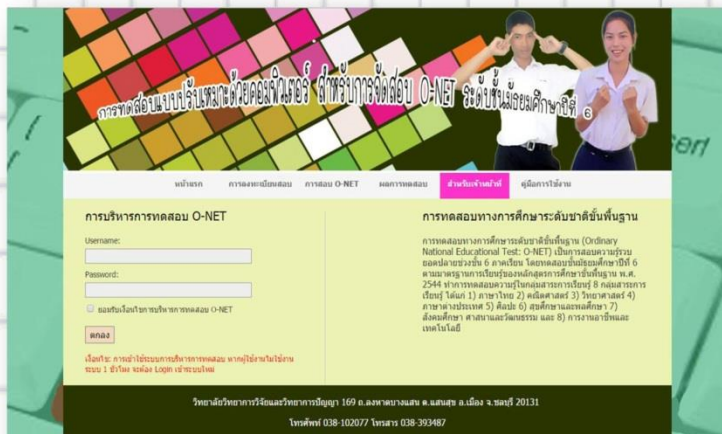 การทดสอบแบบปรับเหมาะด้วยคอมพิวเตอร์ สำหรับการจัดสอบ O-NET ระดับชั้นมัธยมศึกษาปีที่ 6
หน้าแรก การลงทะเบียนสอบ การสอบ O-NET ผลการทดสอบ สำหรับเจ้าหน้าที่ คู่มือการใช้งาน
การบริหารการทดสอบ O-NET
Username:
Password:
ยอมรับเงื่อนไขการบริหารการทดสอบ O-NET
ตกลง
เงื่อนไข: การเข้าใช้ระบบการบริหารการทดสอบ หากผู้ใช้งานไม่ใช้งาน
ระบบ 1 ชั่วโมง จะต้อง Login เข้าระบบใหม่
การทดสอบทางการศึกษาระดับชาติขั้นพื้นฐาน
การทดสอบทางการศึกษาระดับชาติขั้นพื้นฐาน (Ordinary
National Educational Test: O-NET) เป็นการสอบความรู้รวบ
ยอดปลายช่วงชั้น 6 ภาคเรียน โดยทดสอบชั้นมัธยมศึกษาปีที่ 6
ตามมาตรฐานการเรียนรู้ของหลักสูตรการศึกษาขั้นพื้นฐาน พ.ศ.
2544 ทำการทดสอบความรู้ในกลุ่มสาระการเรียนรู้ 8 กลุ่มสาระการ
เรียนรู้ ได้แก่ 1) ภาษาไทย 2) คณิตศาสตร์ 3) วิทยาศาสตร์ 4)
ภาษาต่างประเทศ 5) ศิลปะ 6) สุขศึกษาและพลศึกษา 7)
สังคมศึกษา ศาสนาและวัฒนธรรม และ 8) การงานอาชีพและ
เทคโนโลยี
วิทยาลัยวิทยาการวิจัยและวิทยาการปัญญา 169 ถ.ลงหาดบางแสน ต.แสนสุข อ.เมือง จ.ชลบุรี 20131
โทรศัพท์ 038-102077 โทรสาร 038-393487